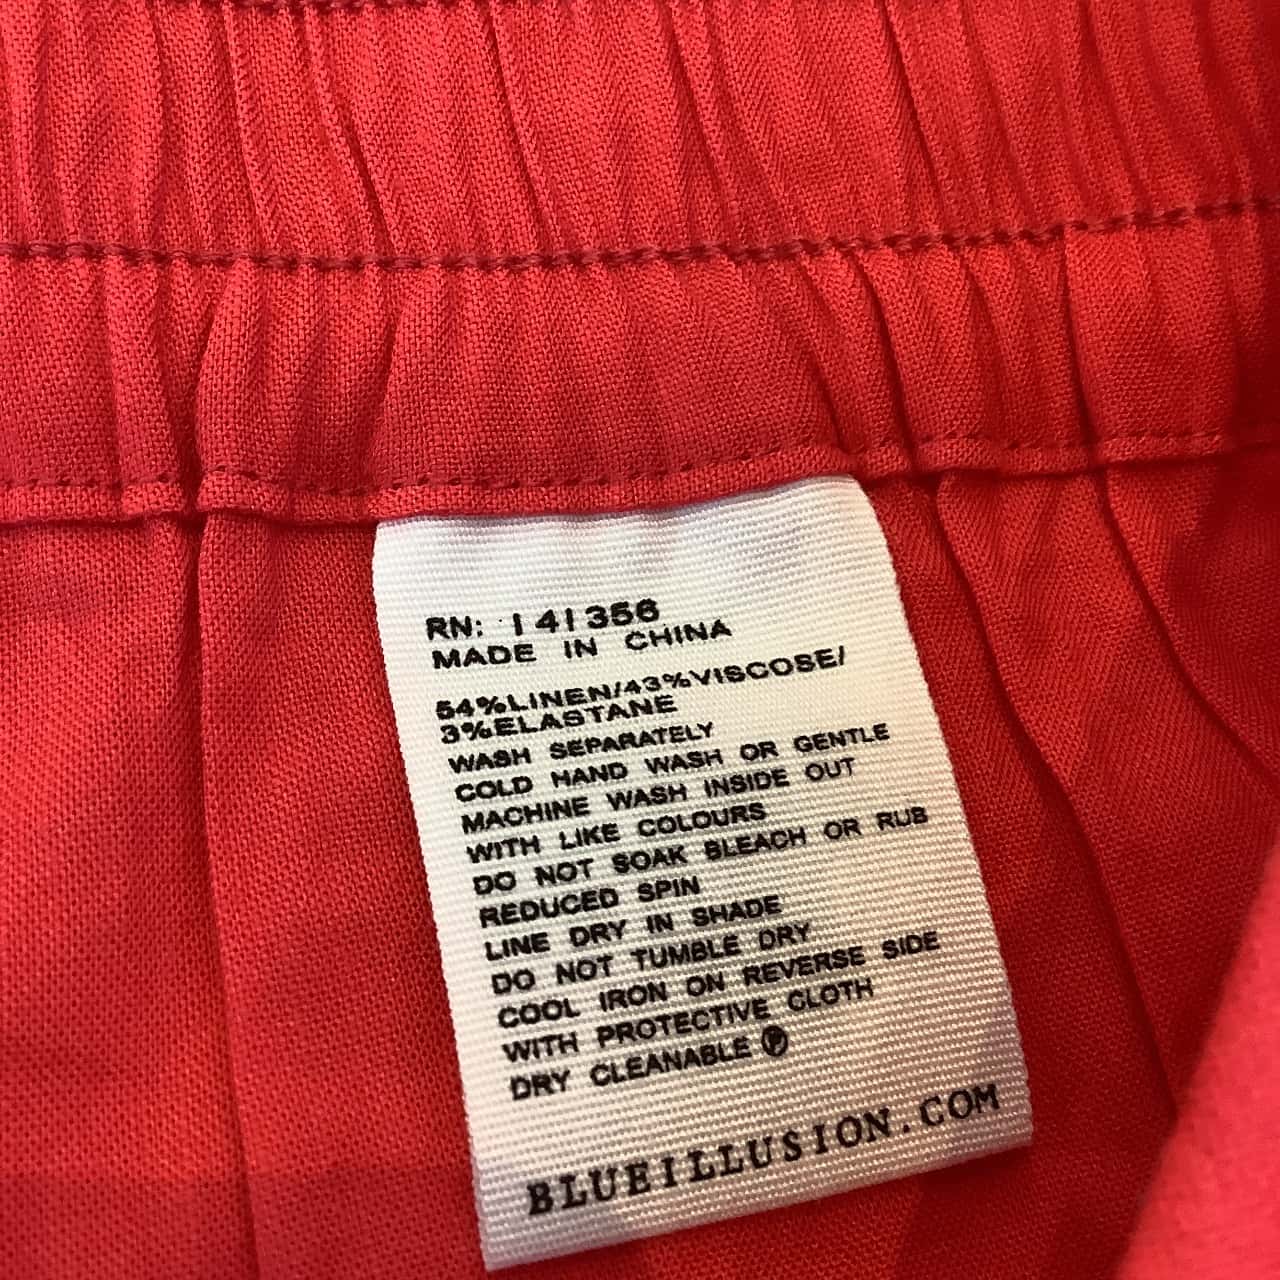 RN: 141356
MADE IN CHINA
54%LINEN/43%VISCOSE/
3%ELASTANE
WASH SEPARATELY
COLD HAND WASH OR GENTLE
MACHINE WASH INSIDE OUT
WITH LIKE COLOURS
DO NOT SOAK BLEACH OR RUB
REDUCED SPIN
LINE DRY IN SHADE
DO NOT TUMBLE DRY
COOL IRON ON REVERSE SIDE
WITH PROTECTIVE CLOTH
DRY CLEANABLE Ⓟ
BLUEILLUSION.COM